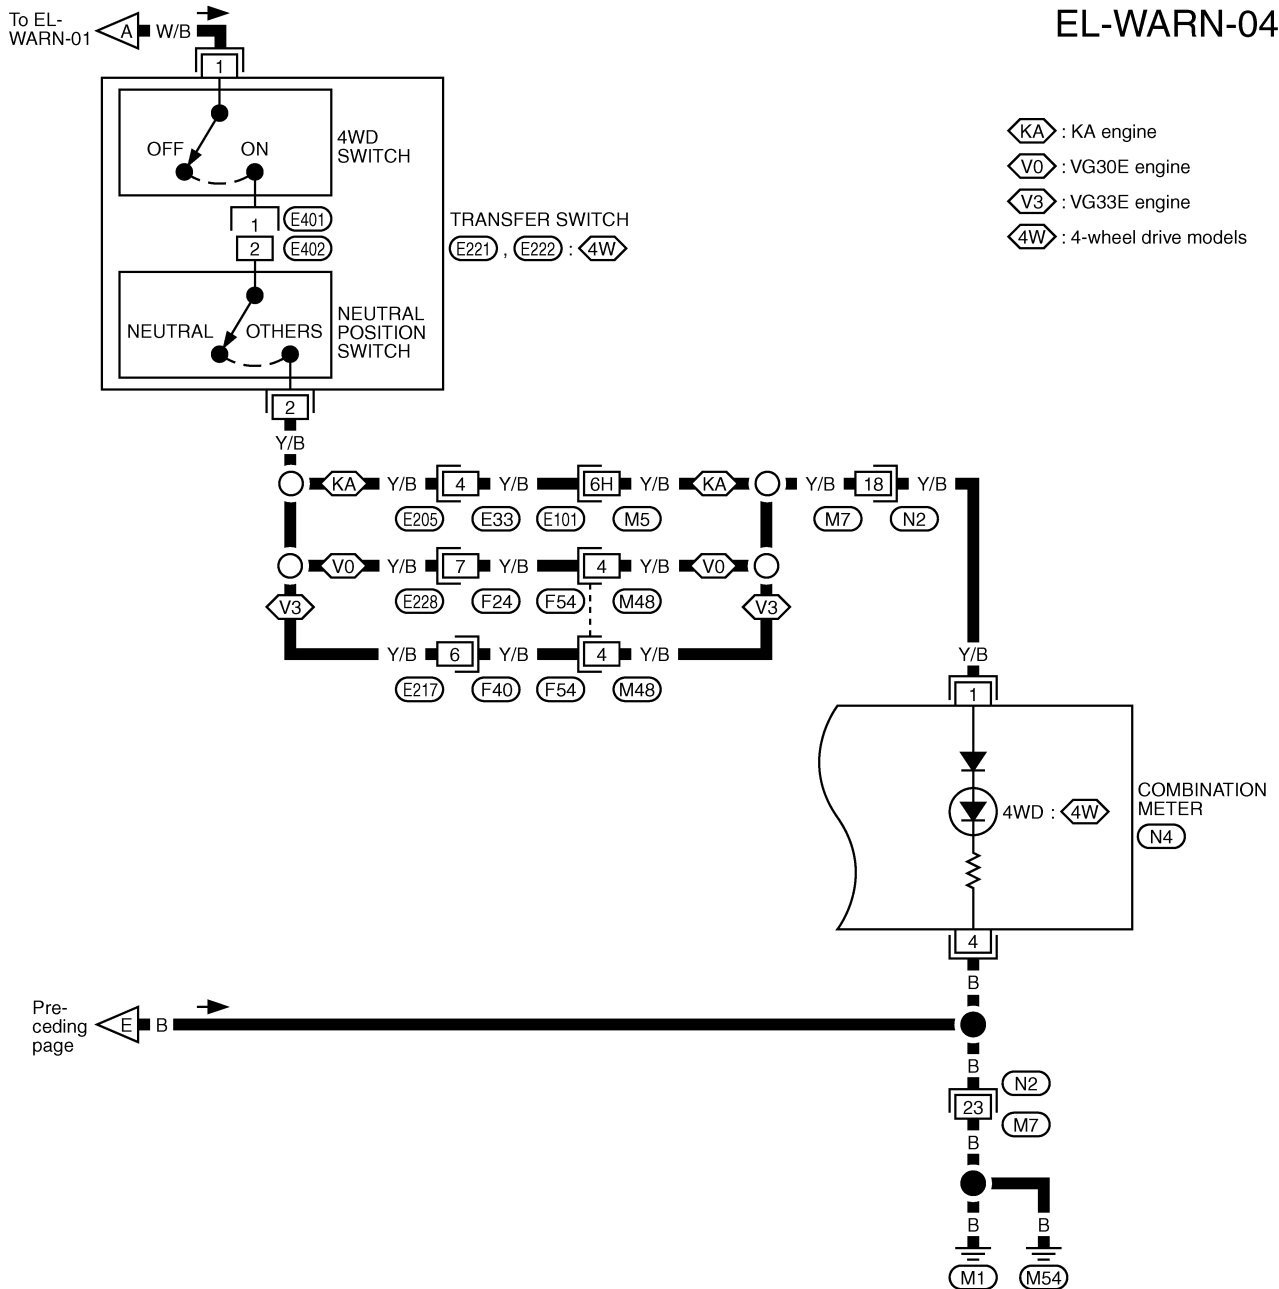 EL-WARN-04
To EL-
WARN-01
A
W/B
1
4WD
SWITCH
OFF
ON
1
E401
2
E402
TRANSFER SWITCH
E221 , E222 : 4W
NEUTRAL
POSITION
SWITCH
NEUTRAL
OTHERS
2
Y/B
KA : KA engine
V0 : VG30E engine
V3 : VG33E engine
4W : 4-wheel drive models
KA Y/B 4 Y/B 6H Y/B KA Y/B 18 Y/B
E205 E33 E101 M5 M7 N2
V0 Y/B 7 Y/B 4 Y/B V0
E228 F24 F54 M48
V3 V3
Y/B 6 Y/B 4 Y/B Y/B
E217 F40 F54 M48
1
4WD : 4W
COMBINATION
METER
N4
4
B
Pre-
ceding
page
E
B
B
N2
23
M7
B
B B
M1 M54